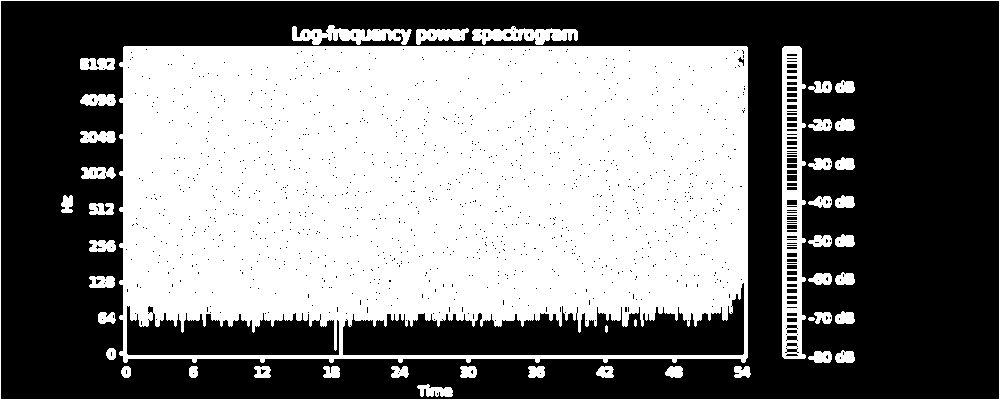 Log-frequency power spectrogram
8192
4096
2048
1024
512
256
128
64
0
Hz
0 6 12 18 24 30 36 42 48 54
Time
-10 dB
-20 dB
-30 dB
-40 dB
-50 dB
-60 dB
-70 dB
-80 dB